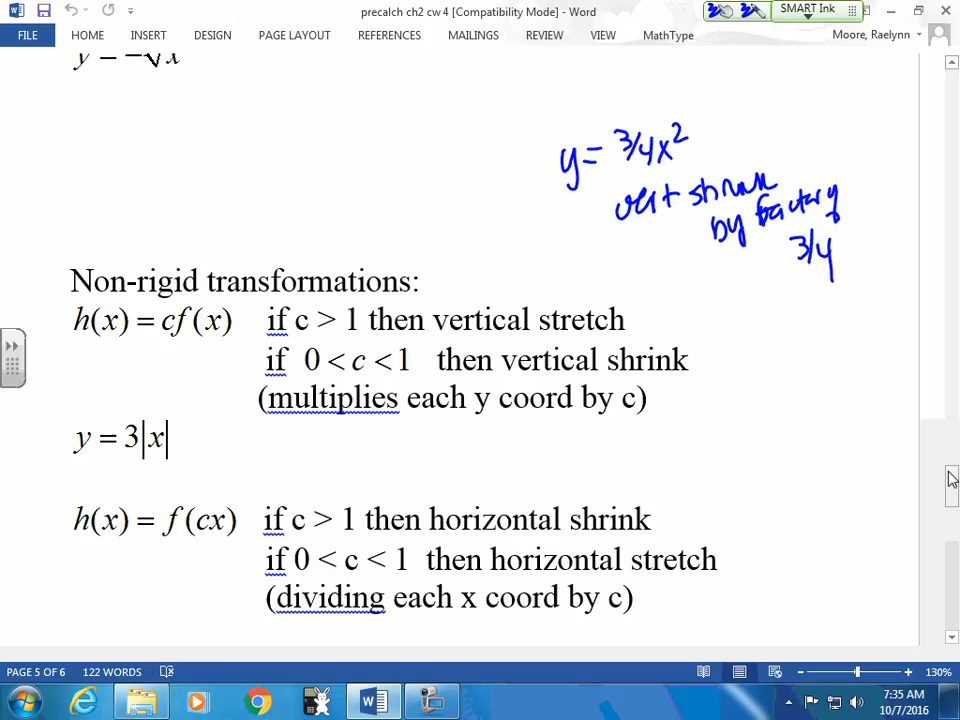 precalch ch2 cw 4 [Compatibility Mode] - Word
SMART Ink
FILE HOME INSERT DESIGN PAGE LAYOUT REFERENCES MAILINGS REVIEW VIEW MathType Moore, Raelynn
y = -√x
y = 3/4x²
vert shrink
by factor of
3/4
Non-rigid transformations:
h(x) = cf(x) if c > 1 then vertical stretch
if 0 < c < 1 then vertical shrink
(multiplies each y coord by c)
y = 3|x|
h(x) = f(cx) if c > 1 then horizontal shrink
if 0 < c < 1 then horizontal stretch
(dividing each x coord by c)
PAGE 5 OF 6 122 WORDS 130%
7:35 AM
10/7/2016